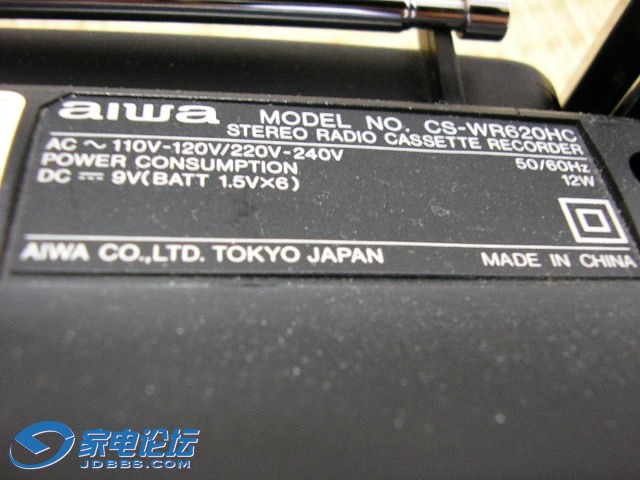 aiwa MODEL NO. CS-WR620HC
STEREO RADIO CASSETTE RECORDER
AC ~ 110V-120V/220V-240V 50/60Hz
POWER CONSUMPTION 12W
DC ⎓ 9V(BATT 1.5V×6)
AIWA CO.,LTD. TOKYO JAPAN MADE IN CHINA
家电论坛
JDBBS.COM